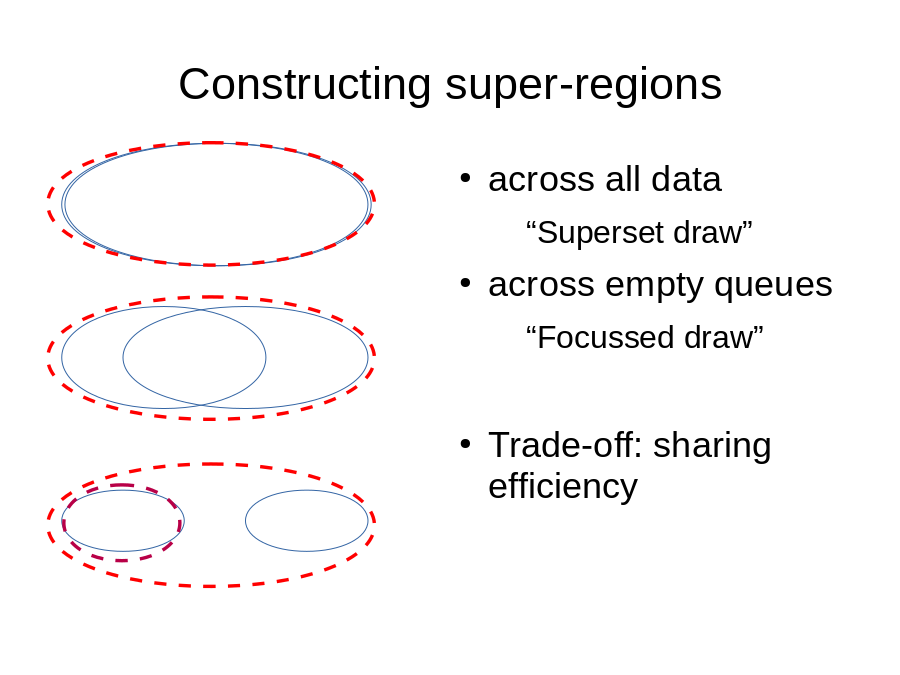 Constructing super-regions
• across all data
“Superset draw”
• across empty queues
“Focussed draw”
• Trade-off: sharing
efficiency